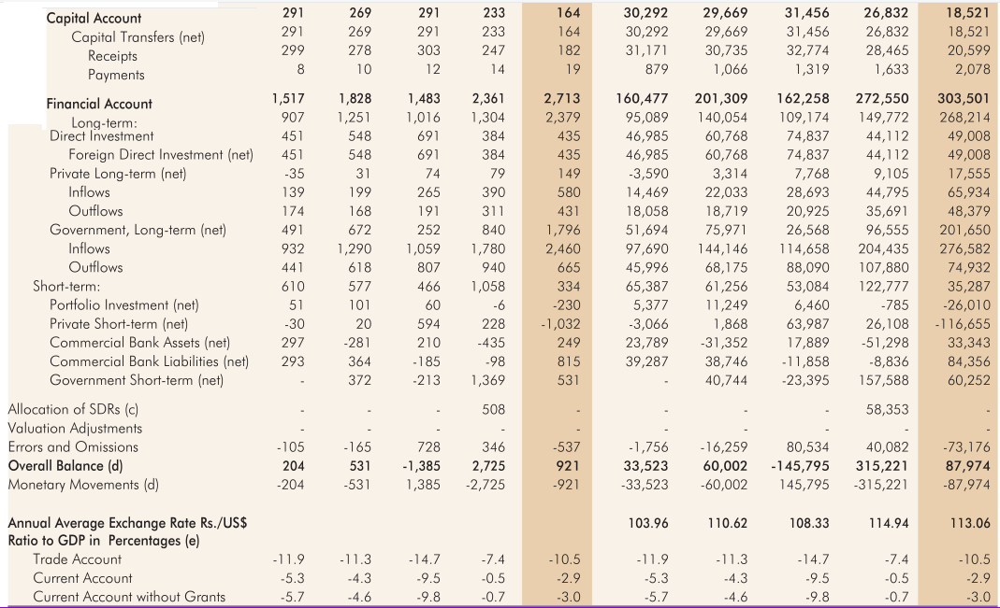 Capital Account 291 269 291 233 164 30,292 29,669 31,456 26,832 18,521
Capital Transfers (net) 291 269 291 233 164 30,292 29,669 31,456 26,832 18,521
Receipts 299 278 303 247 182 31,171 30,735 32,774 28,465 20,599
Payments 8 10 12 14 19 879 1,066 1,319 1,633 2,078
Financial Account 1,517 1,828 1,483 2,361 2,713 160,477 201,309 162,258 272,550 303,501
Long-term: 907 1,251 1,016 1,304 2,379 95,089 140,054 109,174 149,772 268,214
Direct Investment 451 548 691 384 435 46,985 60,768 74,837 44,112 49,008
Foreign Direct Investment (net) 451 548 691 384 435 46,985 60,768 74,837 44,112 49,008
Private Long-term (net) -35 31 74 79 149 -3,590 3,314 7,768 9,105 17,555
Inflows 139 199 265 390 580 14,469 22,033 28,693 44,795 65,934
Outflows 174 168 191 311 431 18,058 18,719 20,925 35,691 48,379
Government, Long-term (net) 491 672 252 840 1,796 51,694 75,971 26,568 96,555 201,650
Inflows 932 1,290 1,059 1,780 2,460 97,690 144,146 114,658 204,435 276,582
Outflows 441 618 807 940 665 45,996 68,175 88,090 107,880 74,932
Short-term: 610 577 466 1,058 334 65,387 61,256 53,084 122,777 35,287
Portfolio Investment (net) 51 101 60 -6 -230 5,377 11,249 6,460 -785 -26,010
Private Short-term (net) -30 20 594 228 -1,032 -3,066 1,868 63,987 26,108 -116,655
Commercial Bank Assets (net) 297 -281 210 -435 249 23,789 -31,352 17,889 -51,298 33,343
Commercial Bank Liabilities (net) 293 364 -185 -98 815 39,287 38,746 -11,858 -8,836 84,356
Government Short-term (net) - 372 -213 1,369 531 - 40,744 -23,395 157,588 60,252
Allocation of SDRs (c) - - - 508 - - - - 58,353 -
Valuation Adjustments - - - - - - - - - -
Errors and Omissions -105 -165 728 346 -537 -1,756 -16,259 80,534 40,082 -73,176
Overall Balance (d) 204 531 -1,385 2,725 921 33,523 60,002 -145,795 315,221 87,974
Monetary Movements (d) -204 -531 1,385 -2,725 -921 -33,523 -60,002 145,795 -315,221 -87,974
Annual Average Exchange Rate Rs./US$ 103.96 110.62 108.33 114.94 113.06
Ratio to GDP in Percentages (e)
Trade Account -11.9 -11.3 -14.7 -7.4 -10.5 -11.9 -11.3 -14.7 -7.4 -10.5
Current Account -5.3 -4.3 -9.5 -0.5 -2.9 -5.3 -4.3 -9.5 -0.5 -2.9
Current Account without Grants -5.7 -4.6 -9.8 -0.7 -3.0 -5.7 -4.6 -9.8 -0.7 -3.0